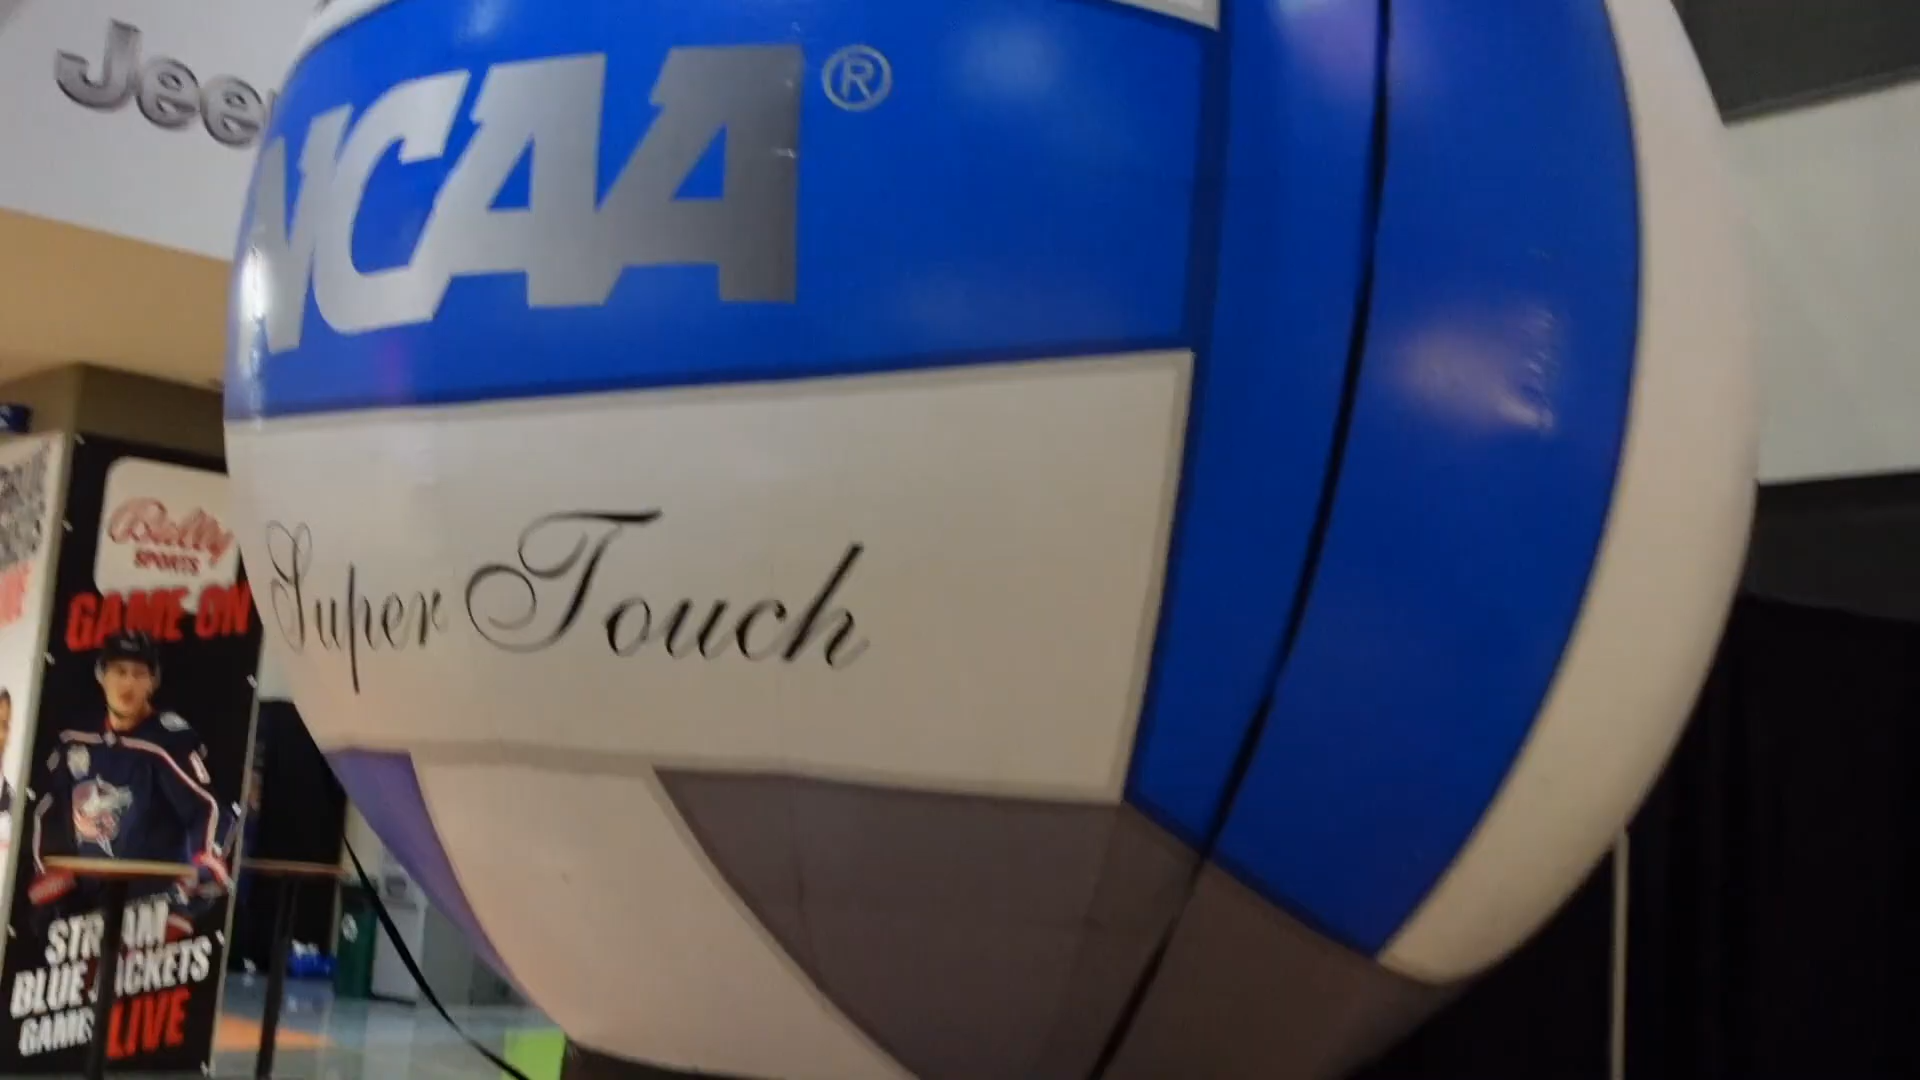 Jee
NCAA®
Super Touch
Bally
SPORTS
GAME ON
STREAM
BLUE JACKETS
GAMES
LIVE